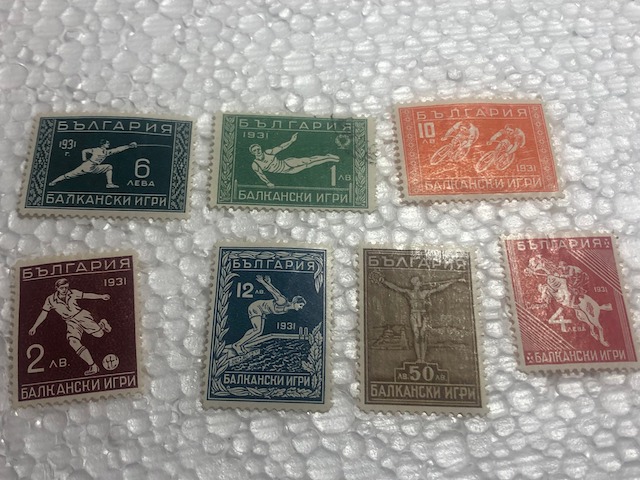 БЪЛГАРИЯ
1931
г.
6
ЛЕВА
БАЛКАНСКИ ИГРИ
БЪЛГАРИЯ
1931
1 ЛВ.
БАЛКАНСКИ ИГРИ
БЪЛГАРИЯ
10
ЛВ
1931
БАЛКАНСКИ ИГРИ
БЪЛГАРИЯ
1931
2 ЛВ.
БАЛКАНСКИ ИГРИ
БЪЛГАРИЯ
12 ЛВ.
1931
БАЛКАНСКИ ИГРИ
БЪЛГАРИЯ
ЛВ 50
БАЛКАНСКИ ИГРИ
БЪЛГАРИЯ
1931
ЛЕВА
БАЛКАНСКИ ИГРИ